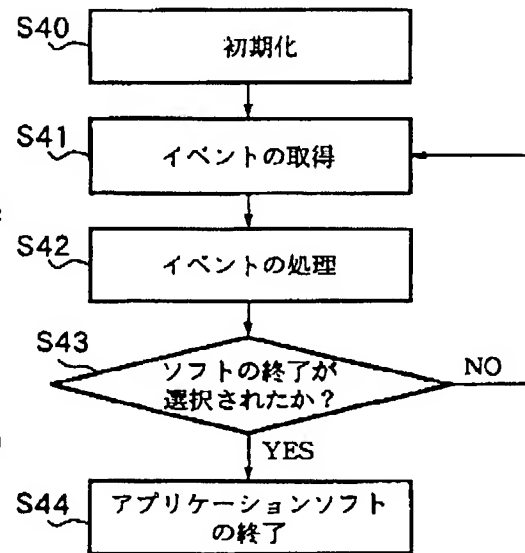 S40
初期化
S41
イベントの取得
S42
イベントの処理
S43
ソフトの終了が
選択されたか？
NO
YES
S44
アプリケーションソフト
の終了